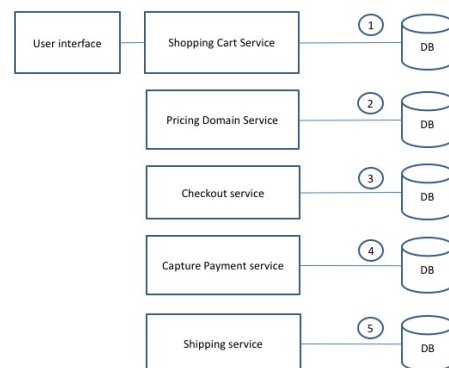 User interface
Shopping Cart Service
1
DB
Pricing Domain Service
2
DB
Checkout service
3
DB
Capture Payment service
4
DB
Shipping service
5
DB